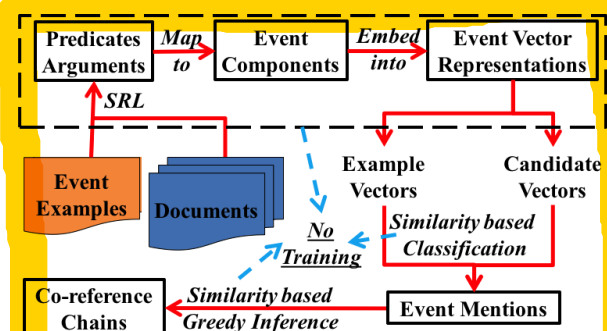 Predicates
Arguments
Map
to
Event
Components
Embed
into
Event Vector
Representations
SRL
Event
Examples
Documents
Example
Vectors
Candidate
Vectors
No
Training
Similarity based
Classification
Co-reference
Chains
Similarity based
Greedy Inference
Event Mentions